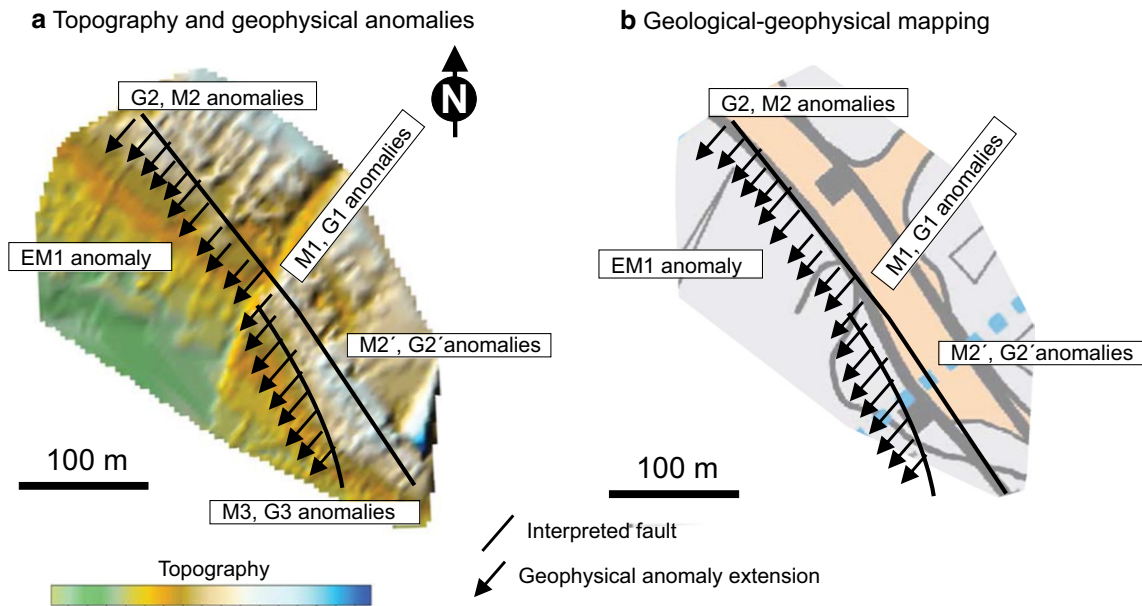 a Topography and geophysical anomalies
G2, M2 anomalies
N
M1, G1 anomalies
EM1 anomaly
M2´, G2´anomalies
100 m
M3, G3 anomalies
Topography
b Geological-geophysical mapping
G2, M2 anomalies
M1, G1 anomalies
EM1 anomaly
M2', G2´anomalies
100 m
Interpreted fault
Geophysical anomaly extension